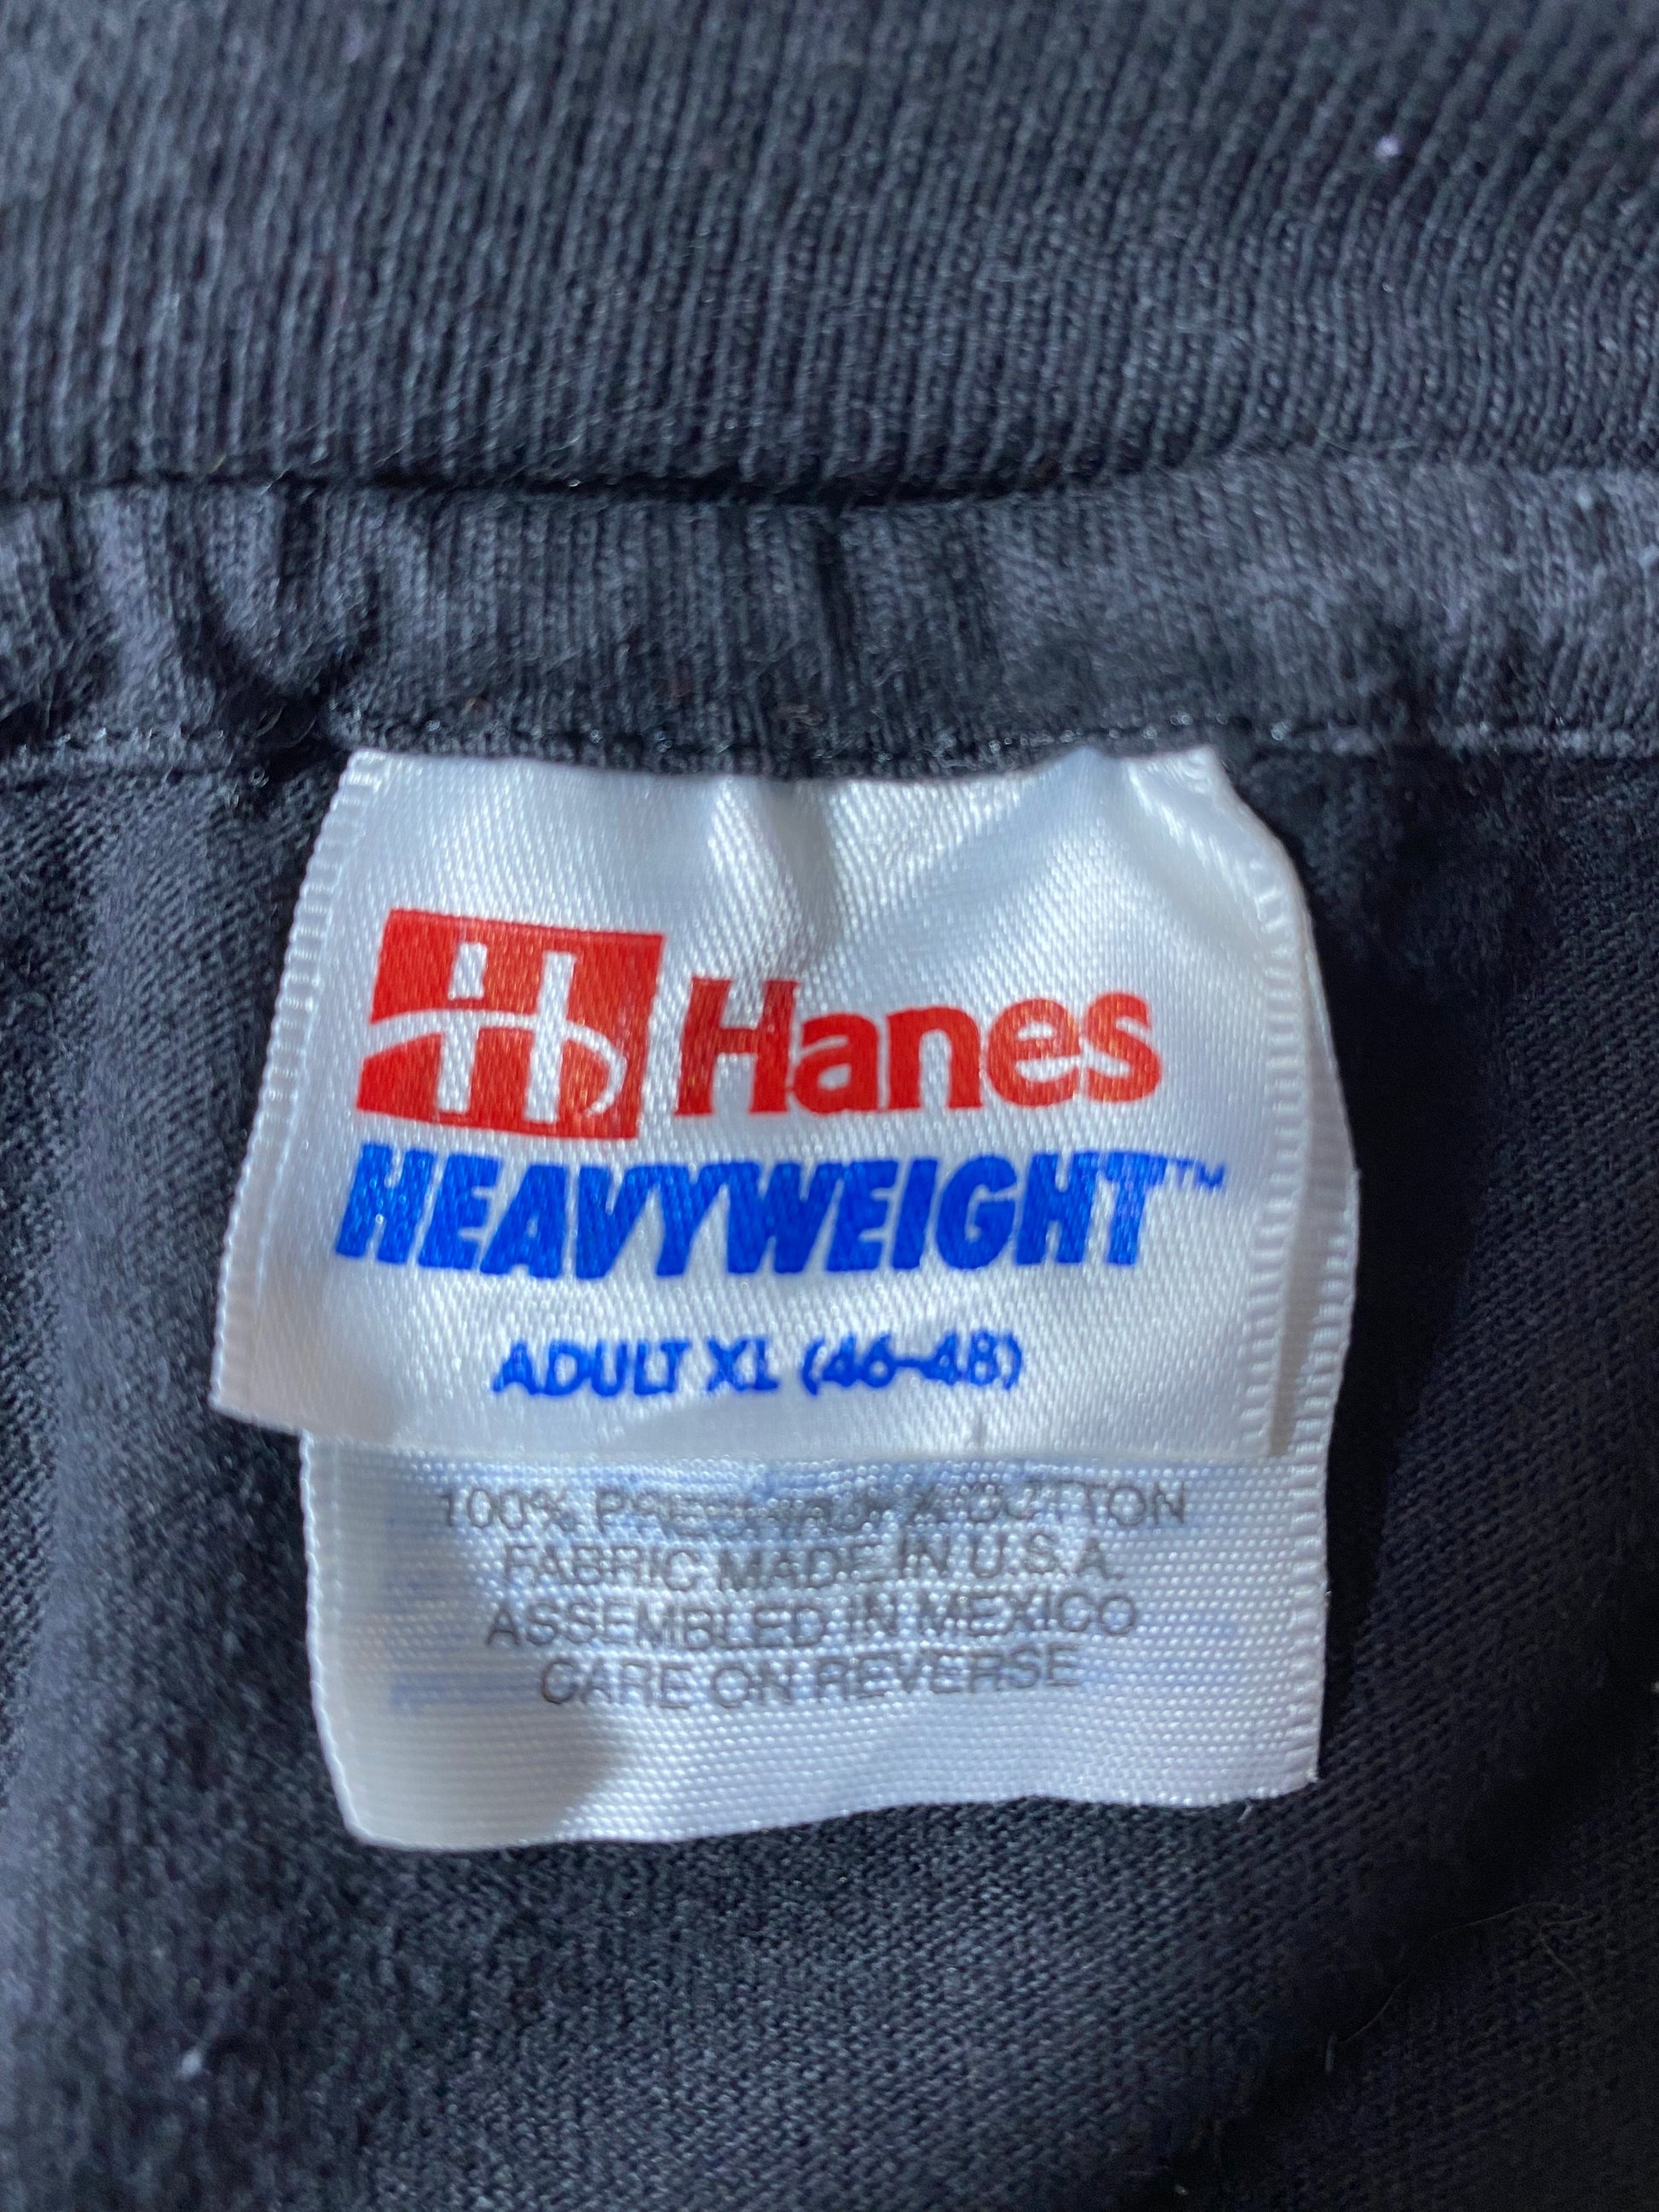 H Hanes
HEAVYWEIGHT™
ADULT XL (46-48)
100% PRESHRUNK COTTON
FABRIC MADE IN U.S.A
ASSEMBLED IN MEXICO
CARE ON REVERSE